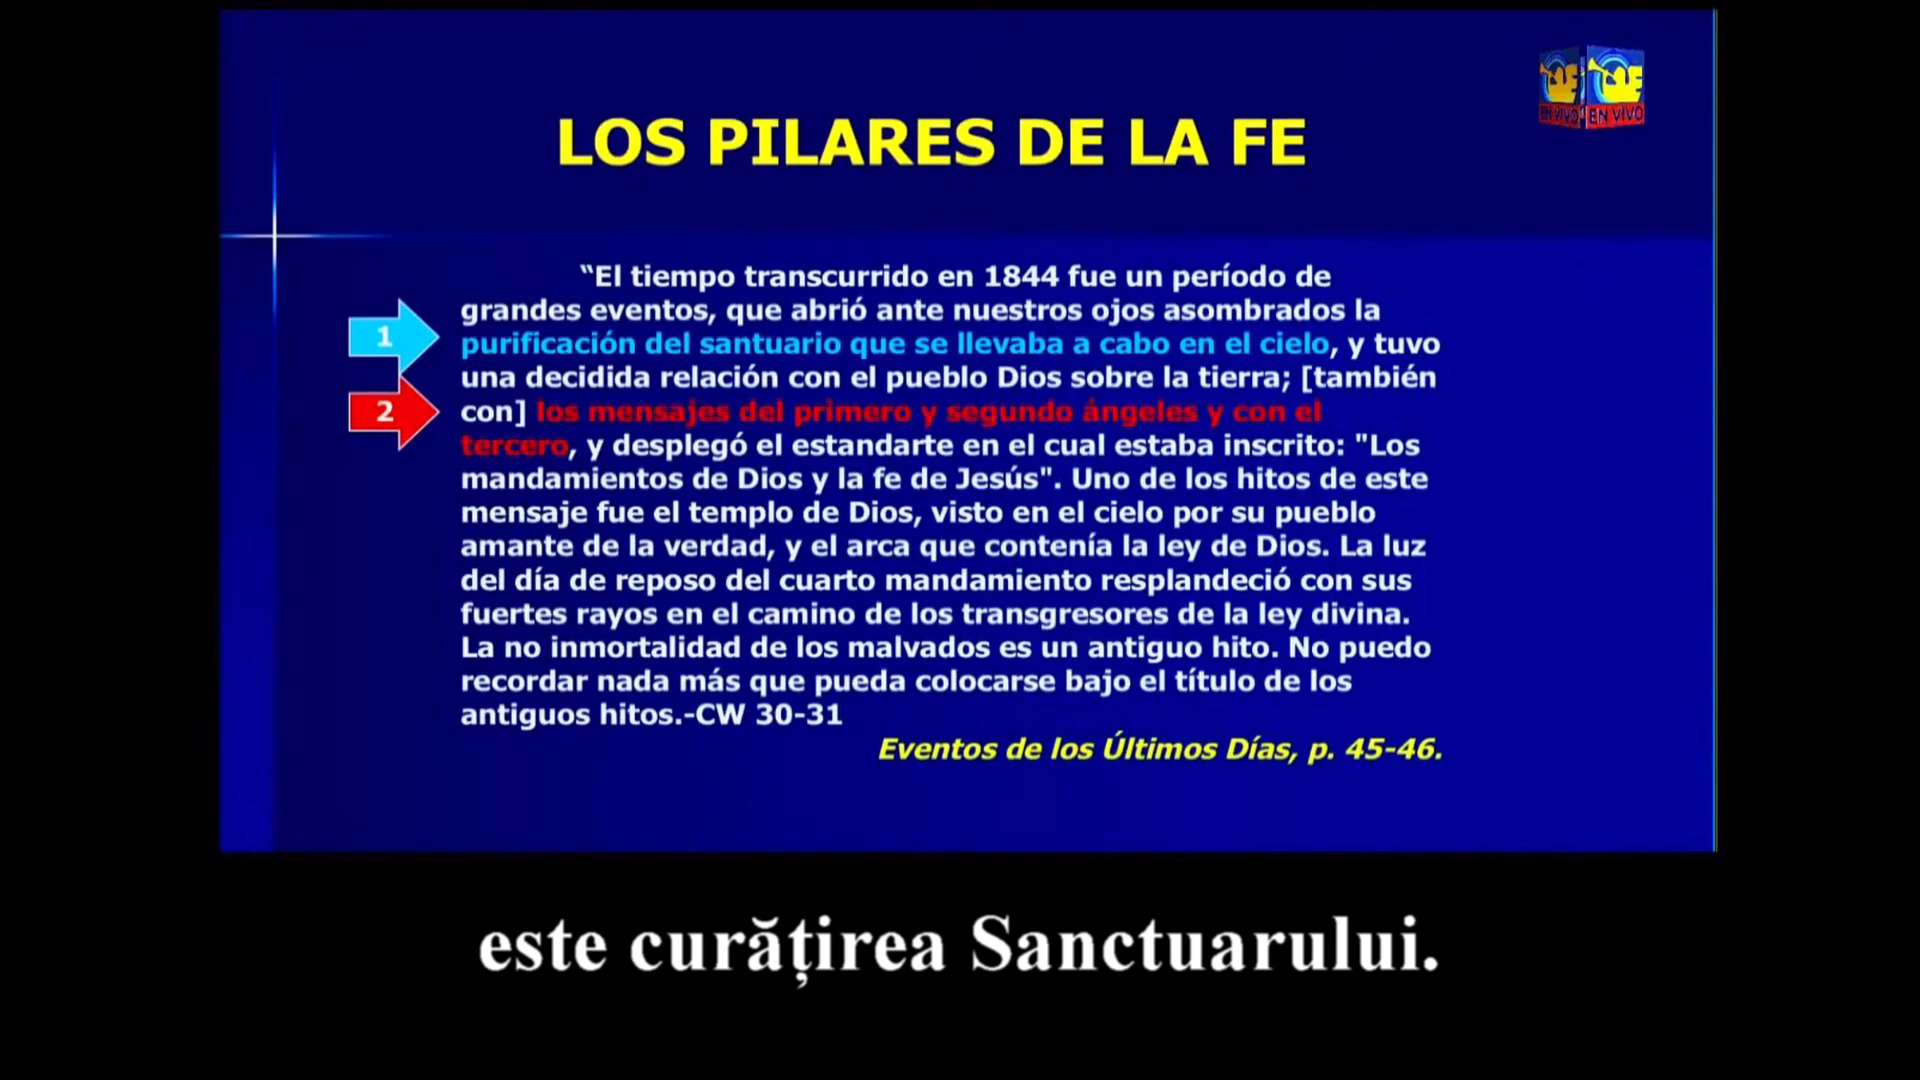 EN VIVO EN VIVO
LOS PILARES DE LA FE
“El tiempo transcurrido en 1844 fue un período de
grandes eventos, que abrió ante nuestros ojos asombrados la
1
purificación del santuario que se llevaba a cabo en el cielo, y tuvo
una decidida relación con el pueblo Dios sobre la tierra; [también
2
con] los mensajes del primero y segundo ángeles y con el
tercero, y desplegó el estandarte en el cual estaba inscrito: "Los
mandamientos de Dios y la fe de Jesús". Uno de los hitos de este
mensaje fue el templo de Dios, visto en el cielo por su pueblo
amante de la verdad, y el arca que contenía la ley de Dios. La luz
del día de reposo del cuarto mandamiento resplandeció con sus
fuertes rayos en el camino de los transgresores de la ley divina.
La no inmortalidad de los malvados es un antiguo hito. No puedo
recordar nada más que pueda colocarse bajo el título de los
antiguos hitos.-CW 30-31
Eventos de los Últimos Días, p. 45-46.
este curățirea Sanctuarului.